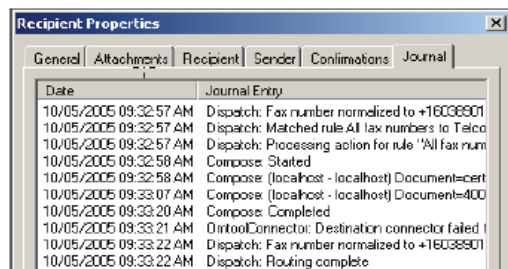 Recipient Properties
General Attachments Recipient Sender Confirmations Journal
Date Journal Entry
10/05/2005 09:32:57 AM Dispatch: Fax number normalized to +16038901
10/05/2005 09:32:57 AM Dispatch: Matched rule All fax numbers to Telco
10/05/2005 09:32:57 AM Dispatch: Processing action for rule "All fax num
10/05/2005 09:32:58 AM Compose: Started
10/05/2005 09:32:58 AM Compose: (localhost - localhost) Document=cert
10/05/2005 09:33:07 AM Compose: (localhost - localhost) Document=400
10/05/2005 09:33:20 AM Compose: Completed
10/05/2005 09:33:21 AM OmtoolConnector: Destination connector failed t
10/05/2005 09:33:22 AM Dispatch: Fax number normalized to +16038901
10/05/2005 09:33:22 AM Dispatch: Routing complete